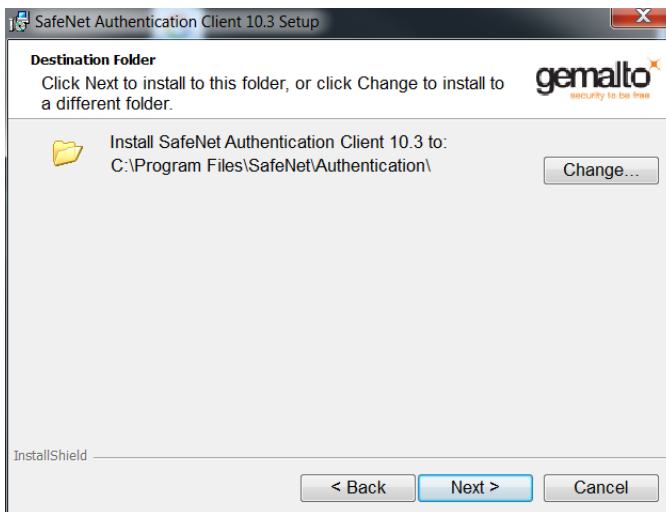 SafeNet Authentication Client 10.3 Setup
Destination Folder
Click Next to install to this folder, or click Change to install to
a different folder.
gemalto
security to be free
Install SafeNet Authentication Client 10.3 to:
C:\Program Files\SafeNet\Authentication\
Change...
InstallShield
< Back
Next >
Cancel